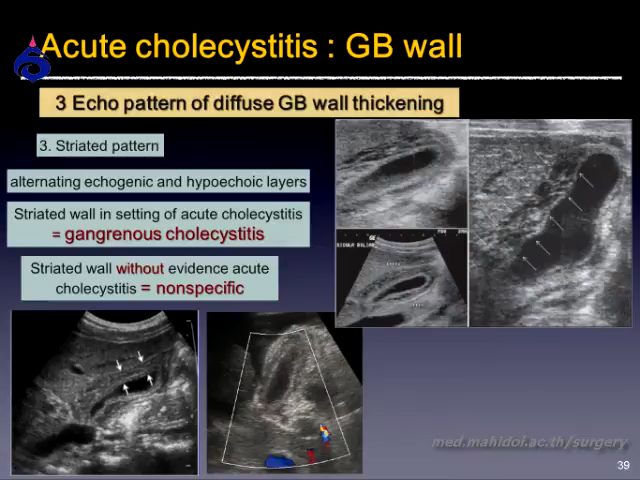 Acute cholecystitis : GB wall
3 Echo pattern of diffuse GB wall thickening
3. Striated pattern
alternating echogenic and hypoechoic layers
Striated wall in setting of acute cholecystitis
= gangrenous cholecystitis
Striated wall without evidence acute
cholecystitis = nonspecific
med.mahidol.ac.th/surgery
39